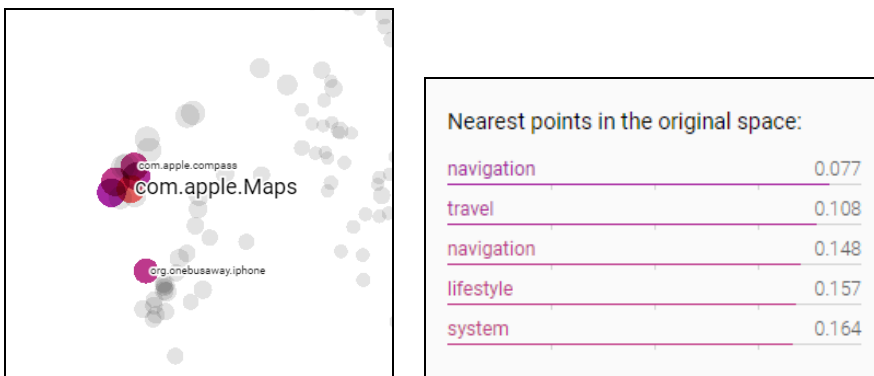 com.apple.compass
com.apple.Maps
org.onebusaway.iphone
Nearest points in the original space:
navigation 0.077
travel 0.108
navigation 0.148
lifestyle 0.157
system 0.164